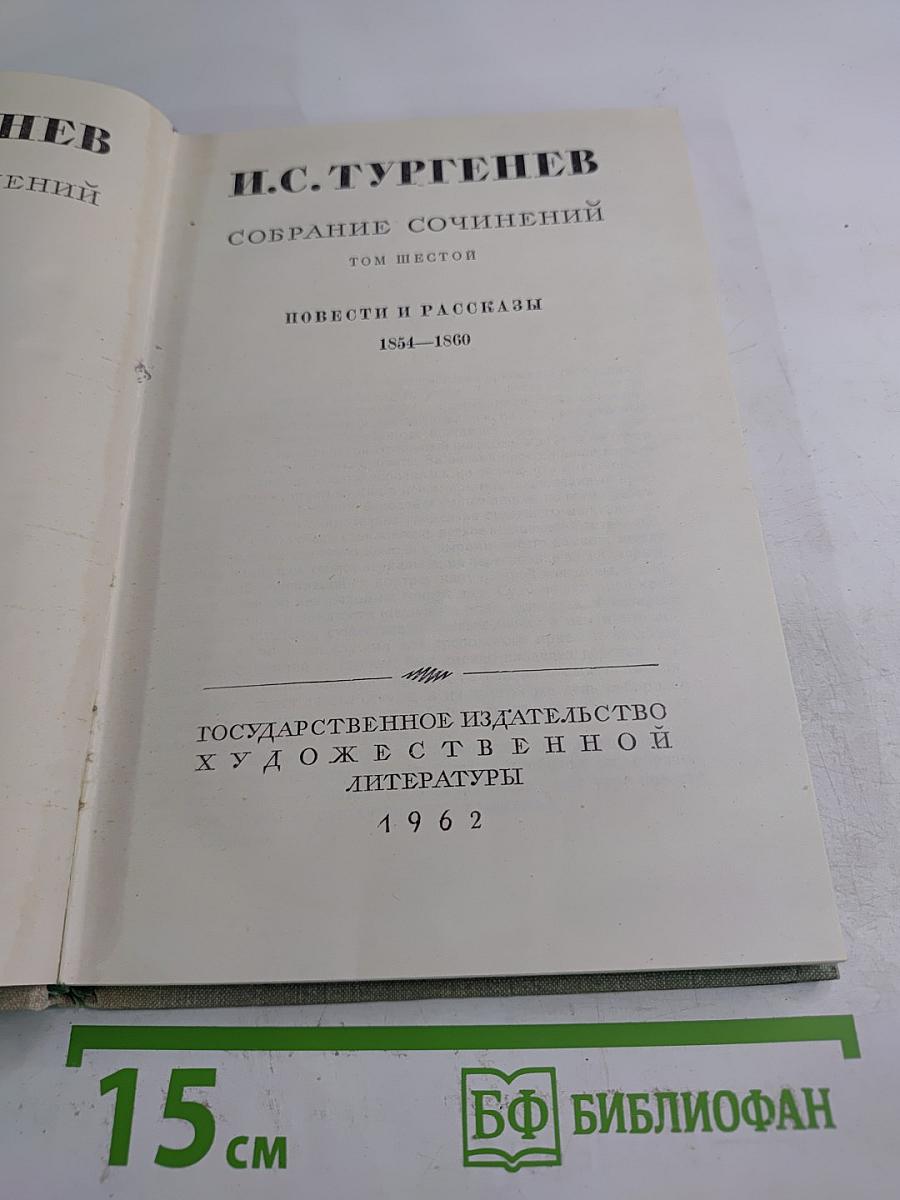 НЕВ
НЕНИЙ
И.С. ТУРГЕНЕВ
СОБРАНИЕ СОЧИНЕНИЙ
ТОМ ШЕСТОЙ
ПОВЕСТИ И РАССКАЗЫ
1854—1860
ГОСУДАРСТВЕННОЕ ИЗДАТЕЛЬСТВО
ХУДОЖЕСТВЕННОЙ
ЛИТЕРАТУРЫ
1962
15 см
БФ БИБЛИОФАН